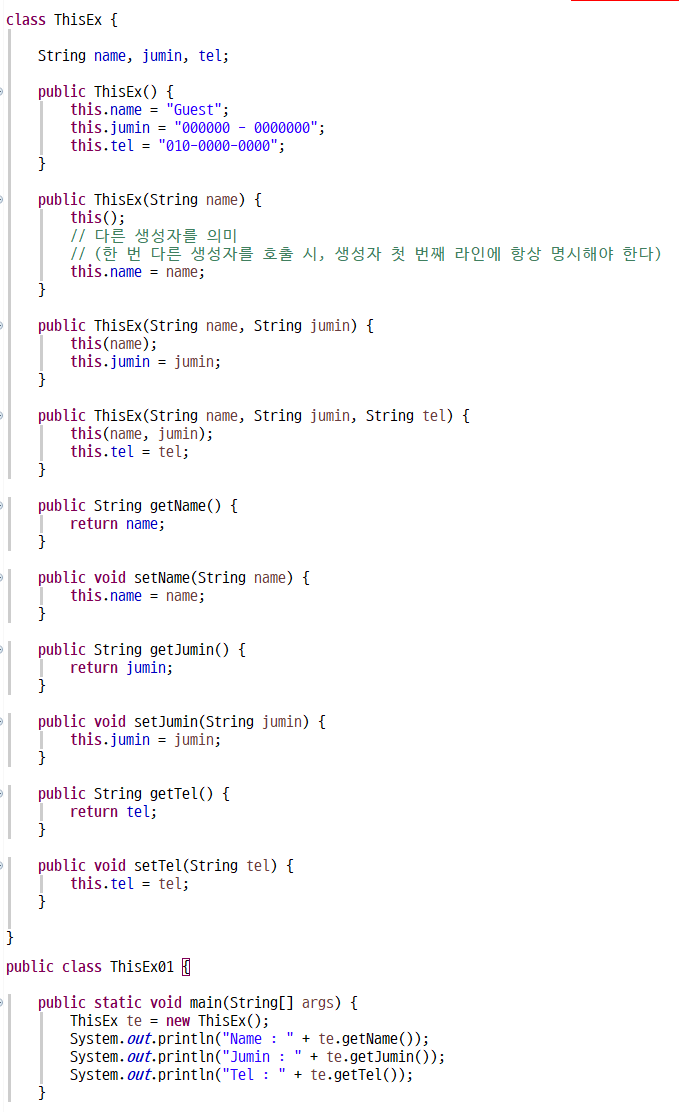 class ThisEx {
String name, jumin, tel;
public ThisEx() {
this.name = "Guest";
this.jumin = "000000 - 0000000";
this.tel = "010-0000-0000";
}
public ThisEx(String name) {
this();
// 다른 생성자를 의미
// (한 번 다른 생성자를 호출 시, 생성자 첫 번째 라인에 항상 명시해야 한다)
this.name = name;
}
public ThisEx(String name, String jumin) {
this(name);
this.jumin = jumin;
}
public ThisEx(String name, String jumin, String tel) {
this(name, jumin);
this.tel = tel;
}
public String getName() {
return name;
}
public void setName(String name) {
this.name = name;
}
public String getJumin() {
return jumin;
}
public void setJumin(String jumin) {
this.jumin = jumin;
}
public String getTel() {
return tel;
}
public void setTel(String tel) {
this.tel = tel;
}
}
public class ThisEx01 {
public static void main(String[] args) {
ThisEx te = new ThisEx();
System.out.println("Name : " + te.getName());
System.out.println("Jumin : " + te.getJumin());
System.out.println("Tel : " + te.getTel());
}